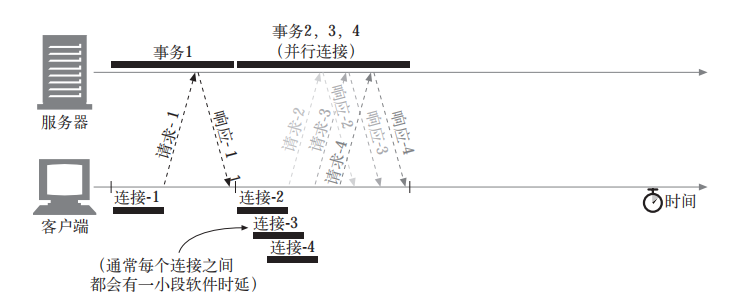 事务1
事务2，3，4
（并行连接）
服务器
请求-1
响应-1
1
请求-2
响应-2
请求-3
响应-3
请求-4
响应-4
客户端
连接-1
连接-2
连接-3
连接-4
时间
（通常每个连接之间
都会有一小段软件时延）